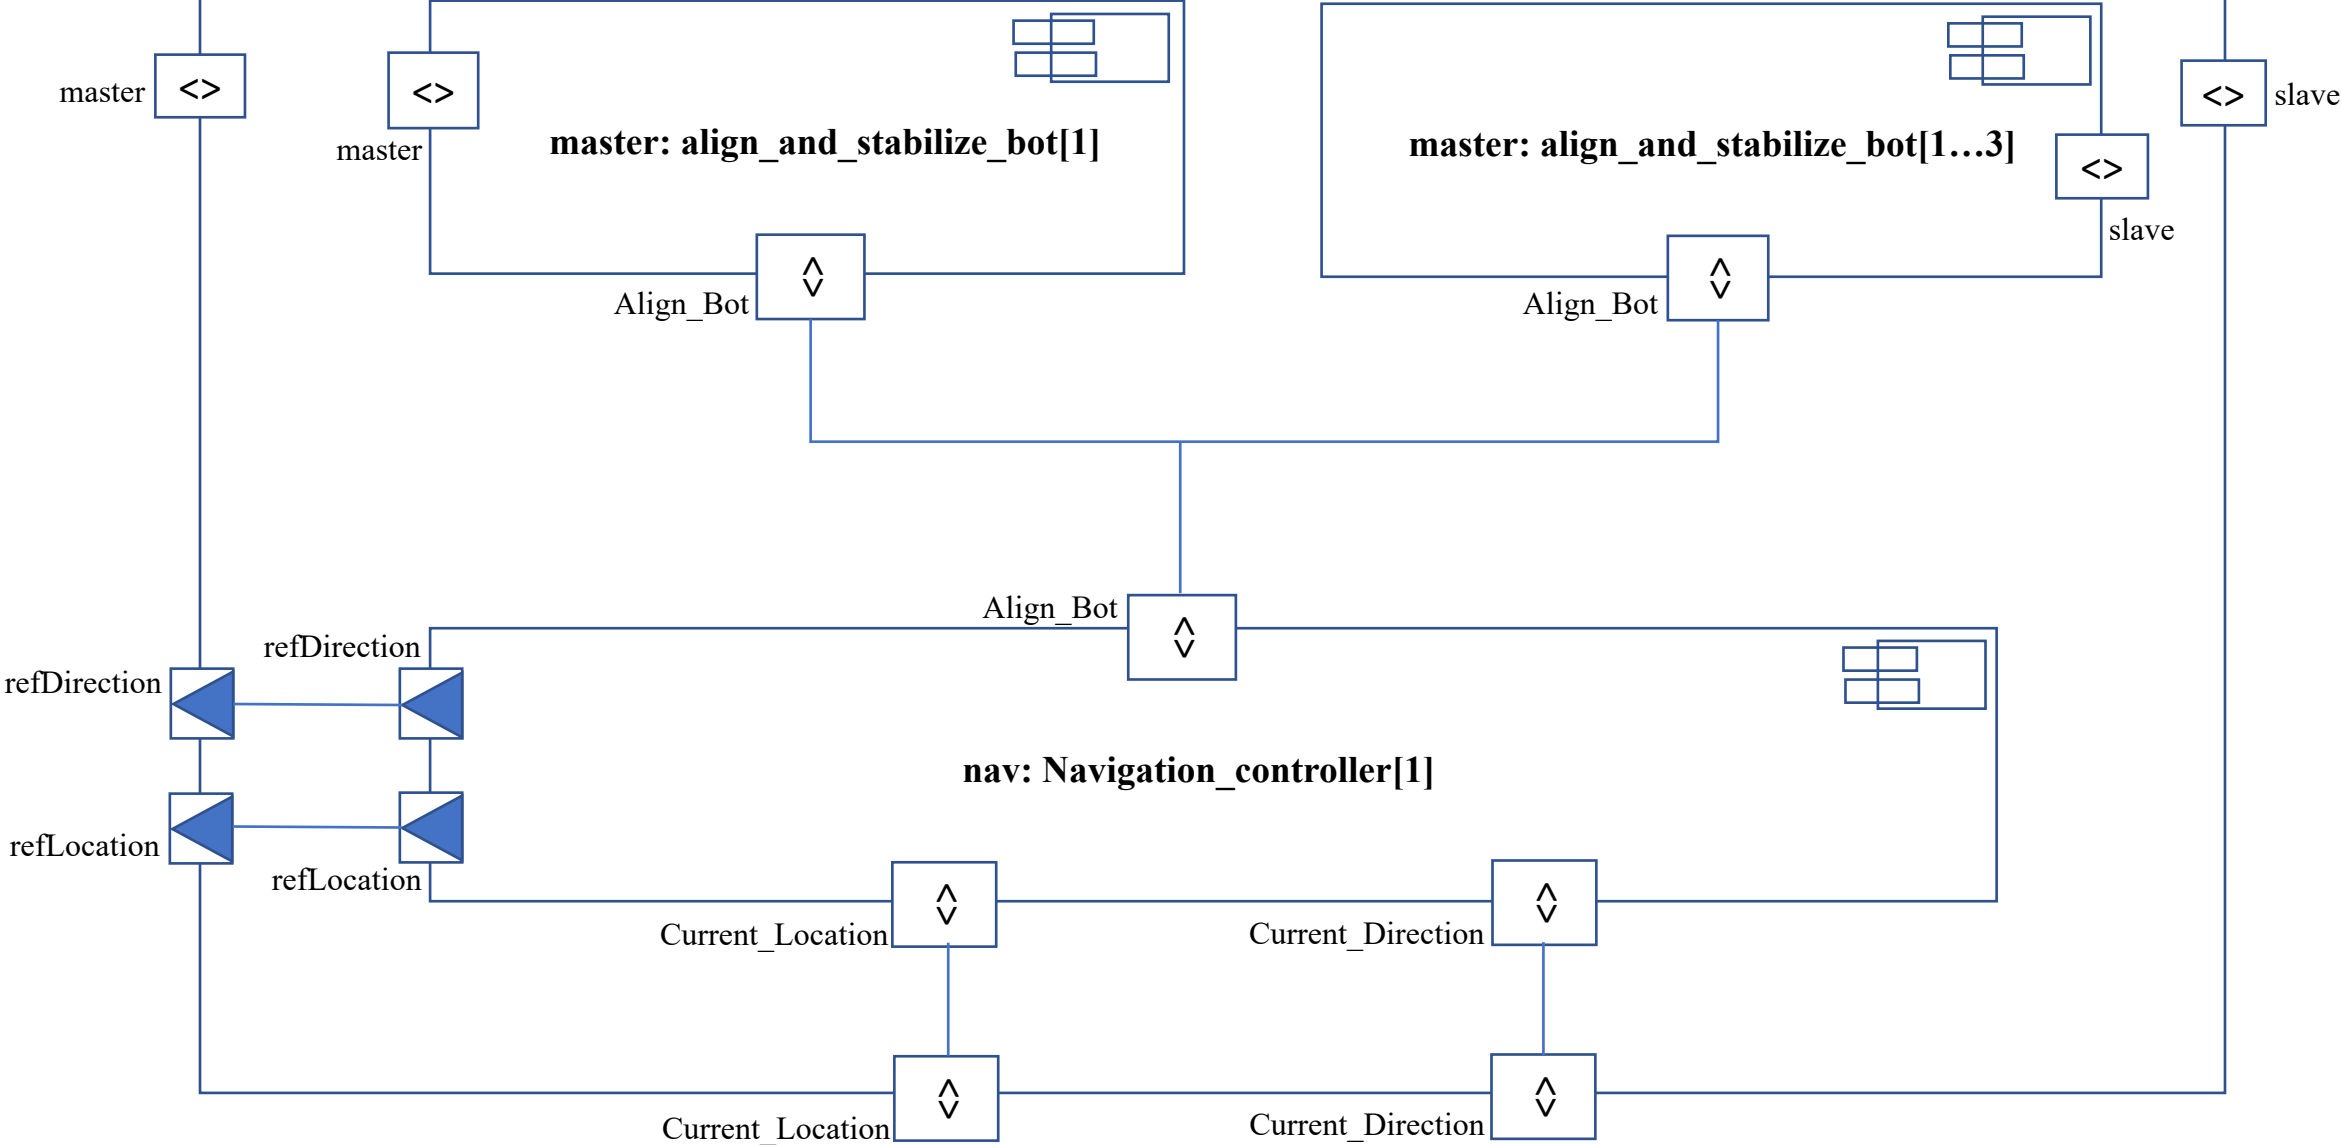 master
<>
<>
master
master: align_and_stabilize_bot[1]
master: align_and_stabilize_bot[1…3]
<>
slave
<>
slave
<>
Align_Bot
<>
Align_Bot
Align_Bot
<>
refDirection
refDirection
nav: Navigation_controller[1]
refLocation
refLocation
<>
Current_Location
<>
Current_Direction
<>
Current_Location
<>
Current_Direction